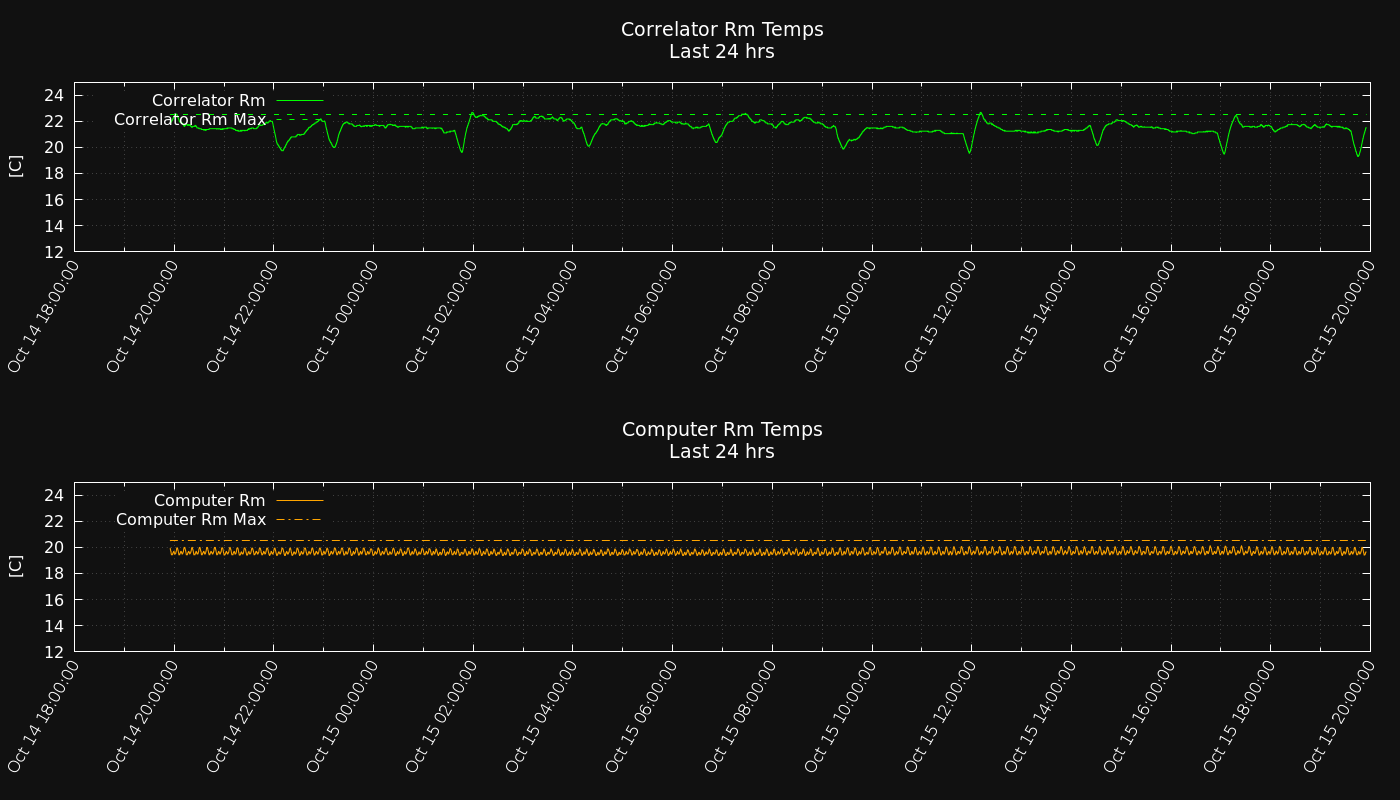 Correlator Rm Temps
Last 24 hrs
Correlator Rm
Correlator Rm Max
[C]
24
22
20
18
16
14
12
Oct 14 18:00:00
Oct 14 20:00:00
Oct 14 22:00:00
Oct 15 00:00:00
Oct 15 02:00:00
Oct 15 04:00:00
Oct 15 06:00:00
Oct 15 08:00:00
Oct 15 10:00:00
Oct 15 12:00:00
Oct 15 14:00:00
Oct 15 16:00:00
Oct 15 18:00:00
Oct 15 20:00:00
Computer Rm Temps
Last 24 hrs
Computer Rm
Computer Rm Max
[C]
24
22
20
18
16
14
12
Oct 14 18:00:00
Oct 14 20:00:00
Oct 14 22:00:00
Oct 15 00:00:00
Oct 15 02:00:00
Oct 15 04:00:00
Oct 15 06:00:00
Oct 15 08:00:00
Oct 15 10:00:00
Oct 15 12:00:00
Oct 15 14:00:00
Oct 15 16:00:00
Oct 15 18:00:00
Oct 15 20:00:00